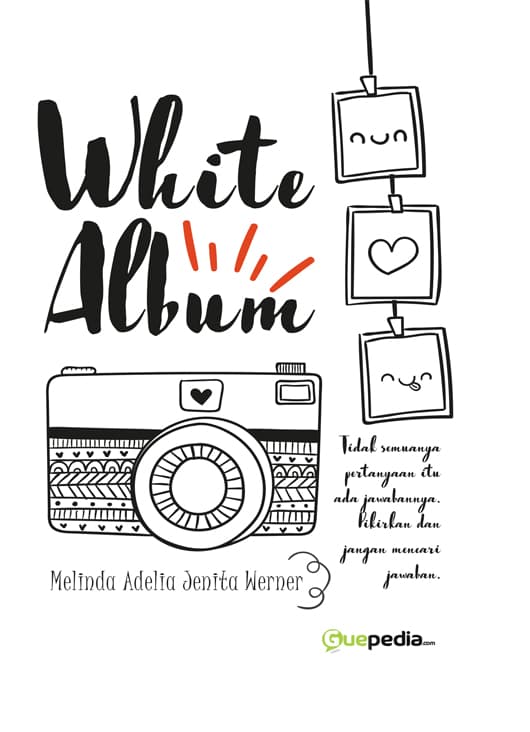 White
Album
Tidak semuanya
pertanyaan itu
ada jawabannya.
Pikirkan dan
jangan mencari
jawaban.
Melinda Adelia Jenita Werner
Guepedia.com